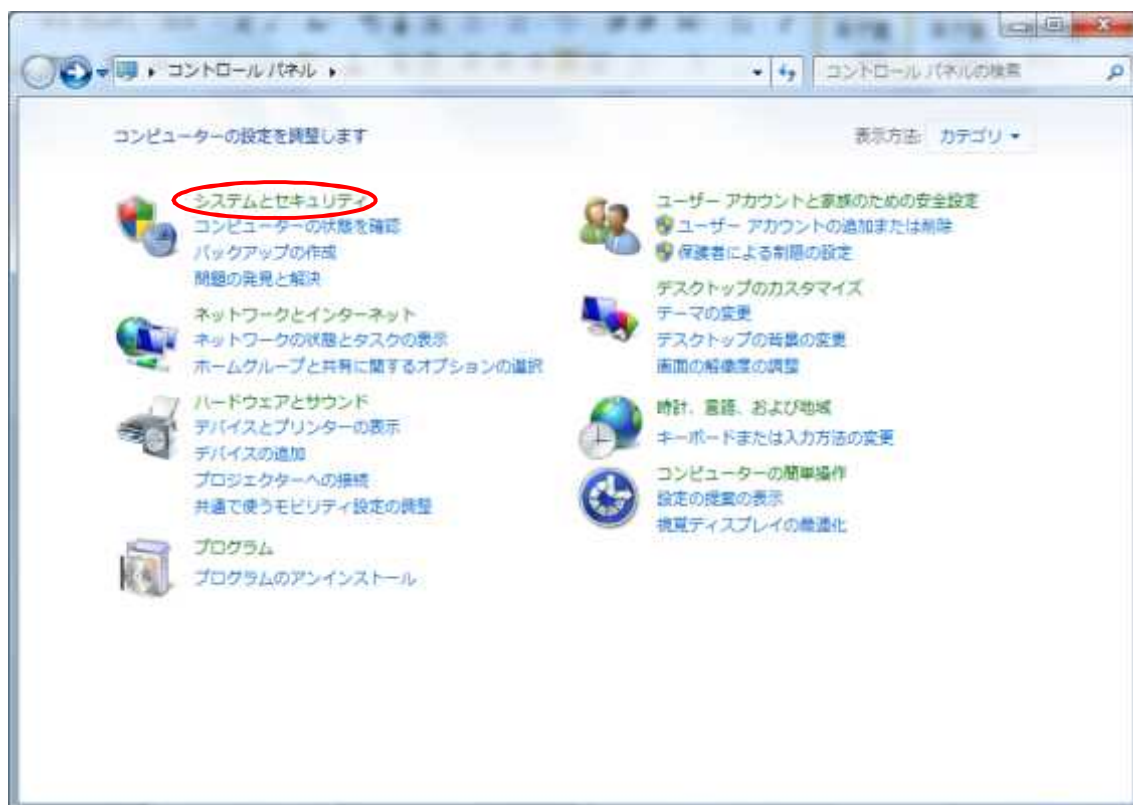 コントロール パネル
コントロール パネルの検索
コンピューターの設定を調整します
表示方法: カテゴリ
システムとセキュリティ
コンピューターの状態を確認
バックアップの作成
問題の発見と解決
ネットワークとインターネット
ネットワークの状態とタスクの表示
ホームグループと共有に関するオプションの選択
ハードウェアとサウンド
デバイスとプリンターの表示
デバイスの追加
プロジェクターへの接続
共通で使うモビリティ設定の調整
プログラム
プログラムのアンインストール
ユーザー アカウントと家族のための安全設定
ユーザー アカウントの追加または削除
保護者による制限の設定
デスクトップのカスタマイズ
テーマの変更
デスクトップの背景の変更
画面の解像度の調整
時計、言語、および地域
キーボードまたは入力方法の変更
コンピューターの簡単操作
設定の提案の表示
視覚ディスプレイの最適化